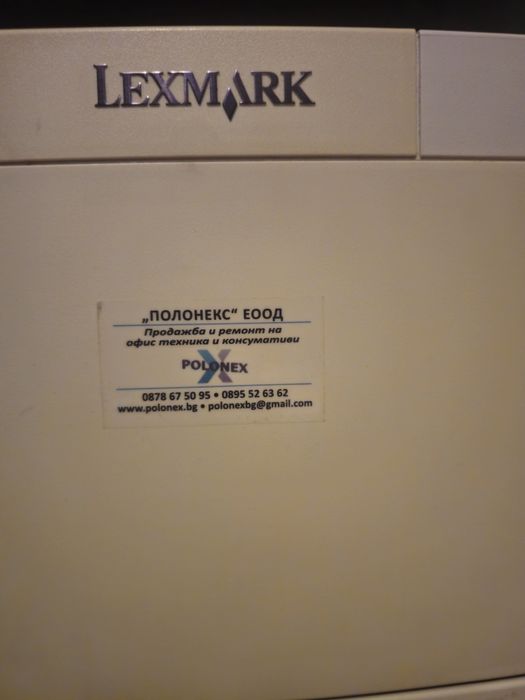 LEXMARK
„ПОЛОНЕКС“ ЕООД
Продажба и ремонт на
офис техника и консумативи
POLONEX
0878 67 50 95 • 0895 52 63 62
www.polonex.bg • polonexbg@gmail.com